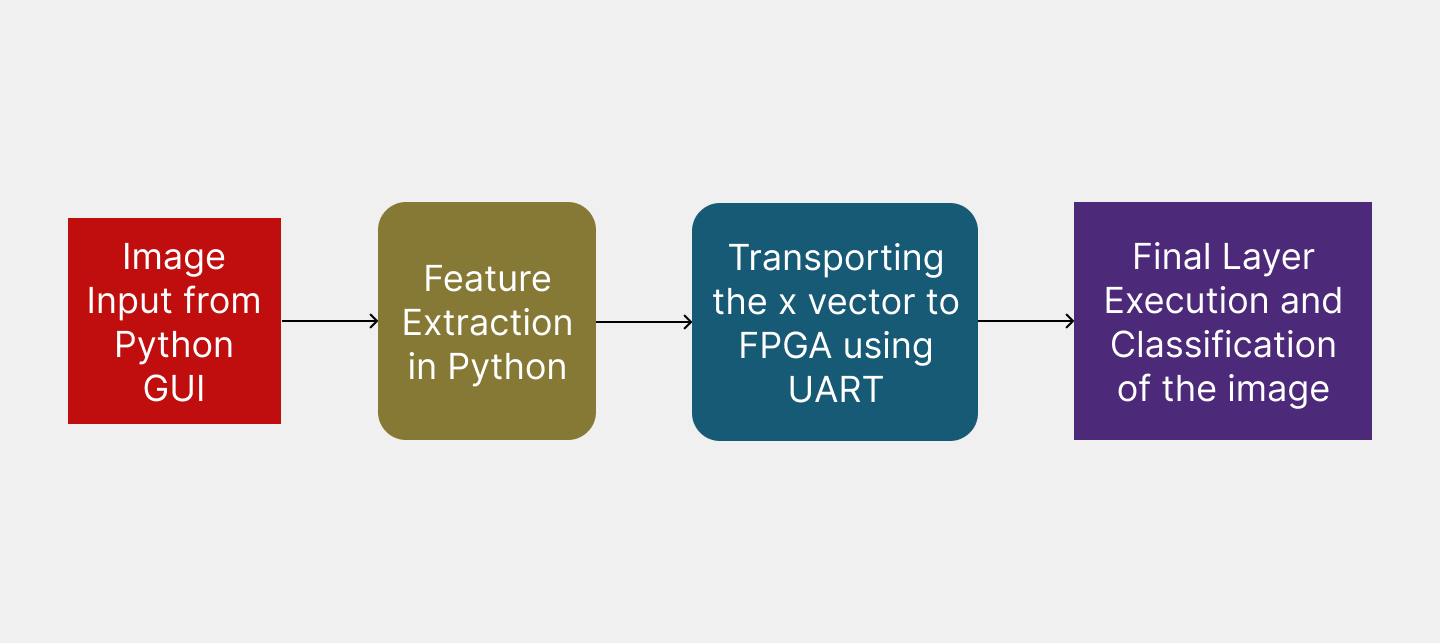 Image
Input from
Python
GUI
Feature
Extraction
in Python
Transporting
the x vector to
FPGA using
UART
Final Layer
Execution and
Classification
of the image